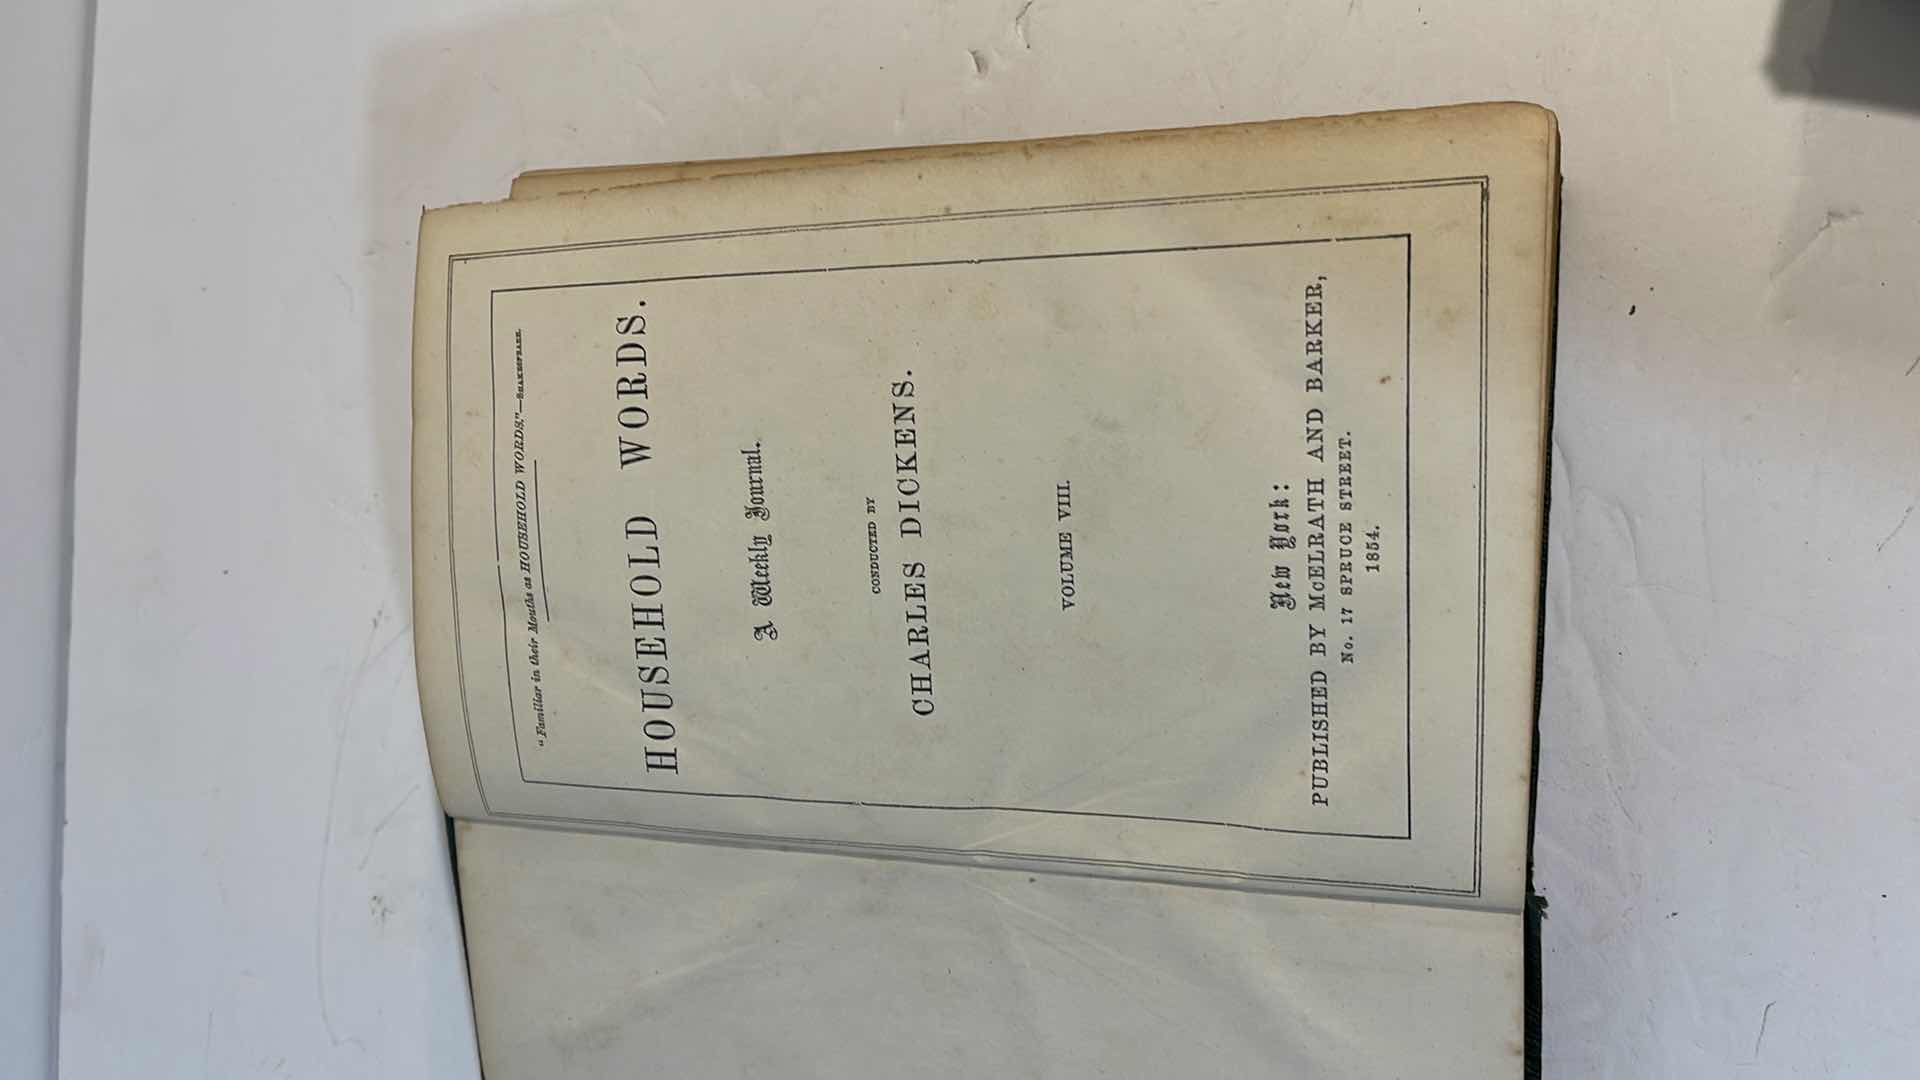 "Familiar in their Mouths as HOUSEHOLD WORDS."—SHAKESPEARE.
HOUSEHOLD WORDS.
A Weekly Journal.
CONDUCTED BY
CHARLES DICKENS.
VOLUME VIII.
New York:
PUBLISHED BY McELRATH AND BARKER,
No. 17 SPRUCE STREET.
1854.